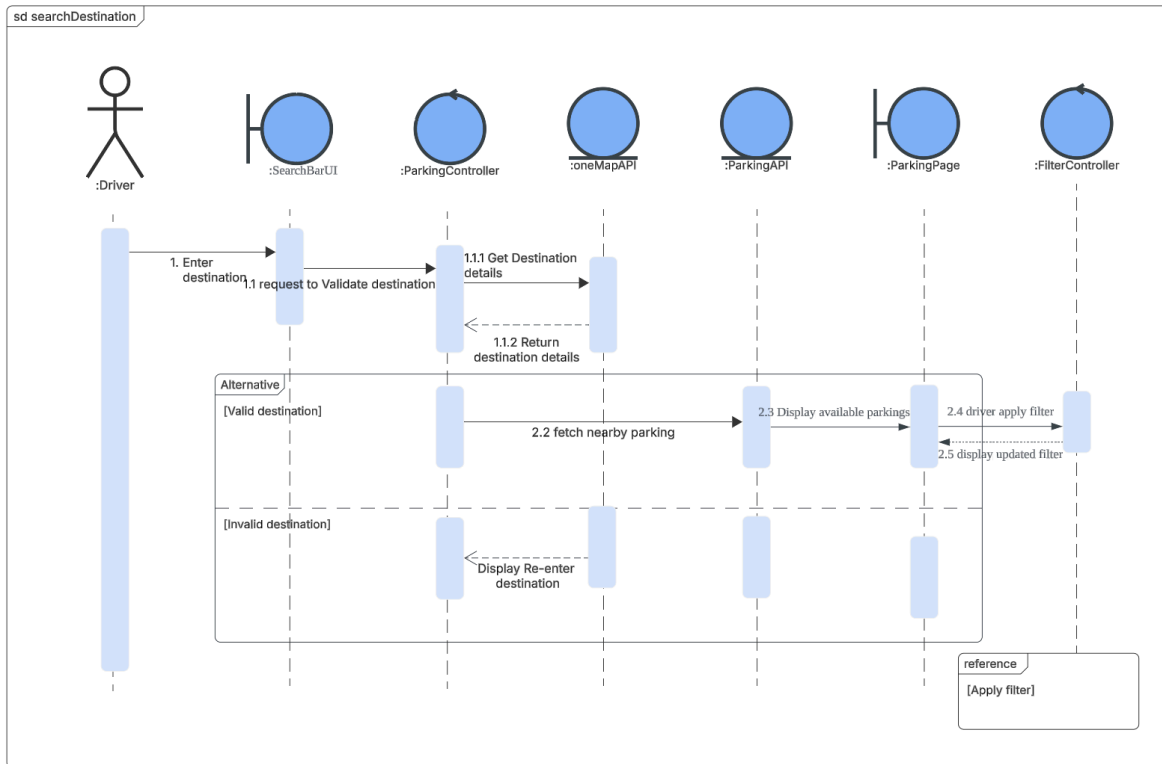 sd searchDestination
:Driver
:SearchBarUI
:ParkingController
:oneMapAPI
:ParkingAPI
:ParkingPage
:FilterController
1. Enter
destination
1.1 request to Validate destination
1.1.1 Get Destination
details
1.1.2 Return
destination details
Alternative
[Valid destination]
2.2 fetch nearby parking
2.3 Display available parkings
2.4 driver apply filter
2.5 display updated filter
[Invalid destination]
Display Re-enter
destination
reference
[Apply filter]